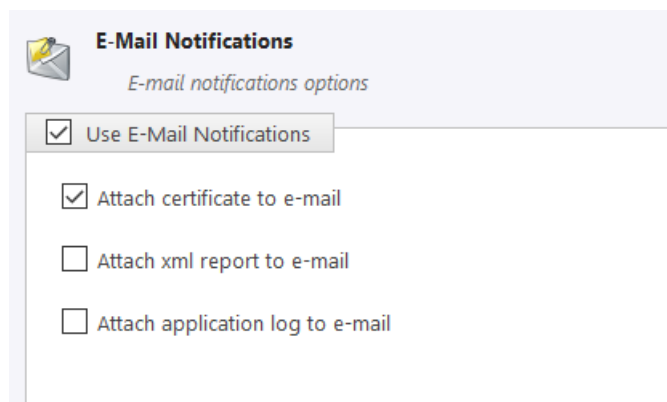 E-Mail Notifications
E-mail notifications options
Use E-Mail Notifications
Attach certificate to e-mail
Attach xml report to e-mail
Attach application log to e-mail